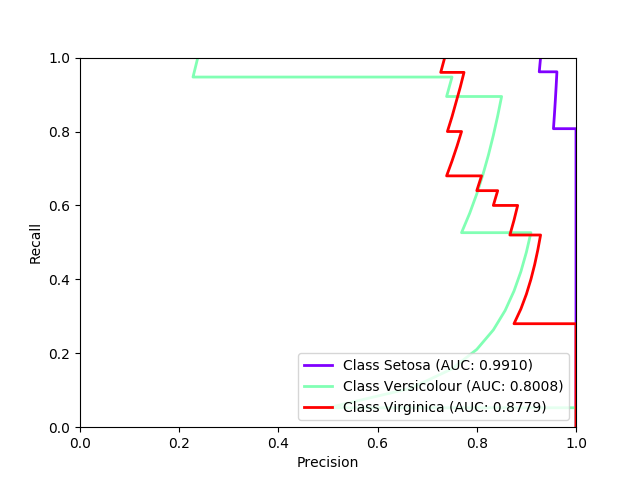 1.0
0.8
0.6
0.4
0.2
0.0
Recall
Class Setosa (AUC: 0.9910)
Class Versicolour (AUC: 0.8008)
Class Virginica (AUC: 0.8779)
0.0 0.2 0.4 0.6 0.8 1.0
Precision